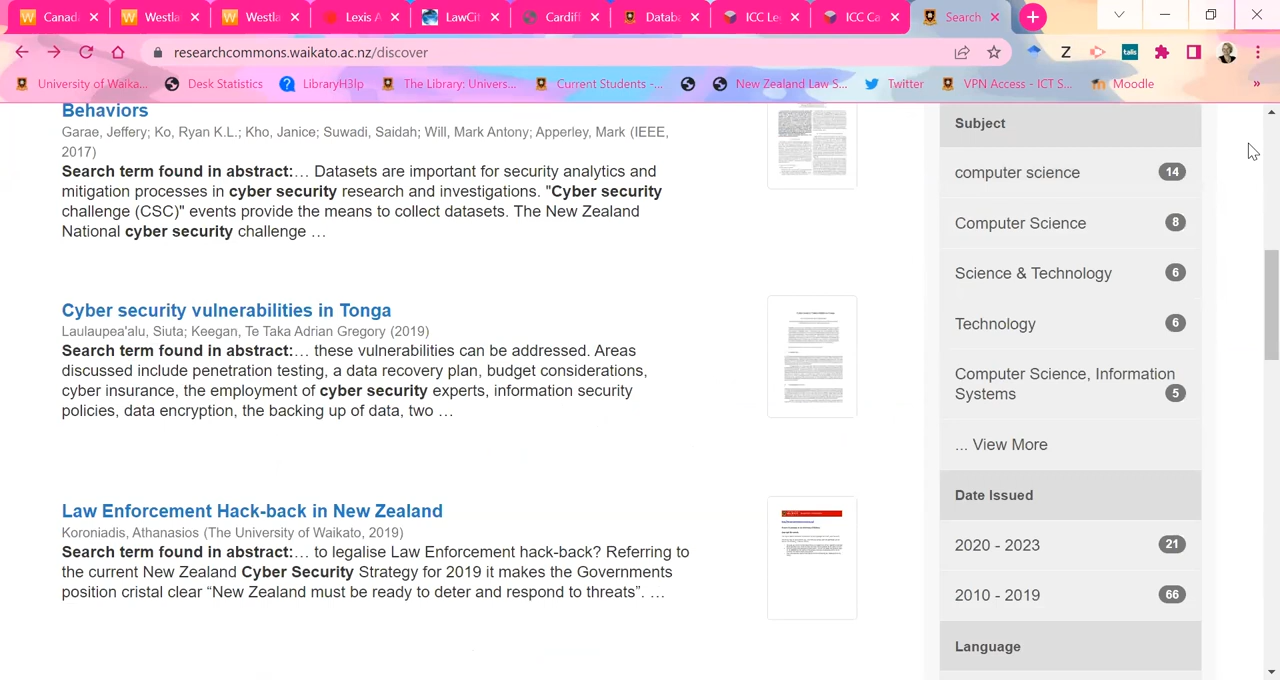 Canad
Westla
Westla
Lexis A
LawCit
Cardiff
Datab
ICC Le
ICC Ca
Search
researchcommons.waikato.ac.nz/discover
University of Waika...
Desk Statistics
LibraryH3lp
The Library: Univers...
Current Students -...
New Zealand Law S...
Twitter
VPN Access - ICT S...
Moodle
»
Behaviors
Garae, Jeffery; Ko, Ryan K.L.; Kho, Janice; Suwadi, Saidah; Will, Mark Antony; Apperley, Mark (IEEE,
2017)
Search term found in abstract:... Datasets are important for security analytics and
mitigation processes in cyber security research and investigations. "Cyber security
challenge (CSC)" events provide the means to collect datasets. The New Zealand
National cyber security challenge ...
Cyber security vulnerabilities in Tonga
Laulaupea'alu, Siuta; Keegan, Te Taka Adrian Gregory (2019)
Search term found in abstract:... these vulnerabilities can be addressed. Areas
discussed include penetration testing, a data recovery plan, budget considerations,
cyber insurance, the employment of cyber security experts, information security
policies, data encryption, the backing up of data, two ...
Law Enforcement Hack-back in New Zealand
Koroniadis, Athanasios (The University of Waikato, 2019)
Search term found in abstract:... to legalise Law Enforcement hack-back? Referring to
the current New Zealand Cyber Security Strategy for 2019 it makes the Governments
position cristal clear “New Zealand must be ready to deter and respond to threats”. ...
Subject
computer science 14
Computer Science 8
Science & Technology 6
Technology 6
Computer Science, Information
Systems 5
... View More
Date Issued
2020 - 2023 21
2010 - 2019 66
Language